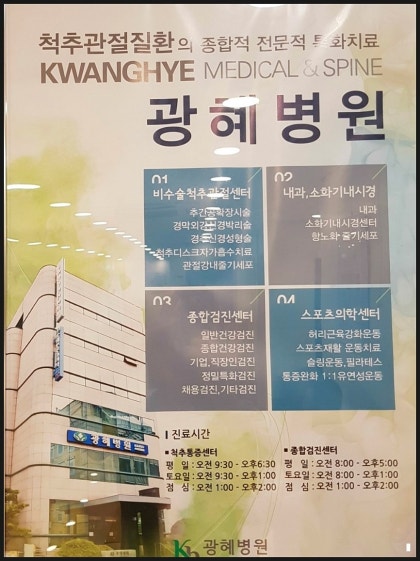 척추관절질환의 종합적 전문적 특화치료
KWANGHYE MEDICAL & SPINE
광혜병원
01
비수술척추관절센터
추간공확장시술
경막외강신경박리술
경추신경성형술
척추디스크자가흡수치료
관절강내줄기세포
02
내과,소화기내시경
내과
소화기내시경센터
항노화 줄기세포
03
종합검진센터
일반건강검진
종합건강검진
기업,직장인검진
정밀특화검진
채용검진,기타검진
04
스포츠의학센터
허리근육강화운동
스포츠재활 운동치료
슬링운동,필라테스
통증완화 1:1유연성운동
광혜병원
진료시간
▪척추통증센터
평 일 : 오전 9:30 - 오후6:30
토요일 : 오전 9:30 - 오후1:00
점 심 : 오전 1:00 - 오후2:00
▪종합검진센터
평 일 : 오전 8:00 - 오후5:00
토요일 : 오전 8:00 - 오후1:00
점 심 : 오전 1:00 - 오후2:00
광혜병원